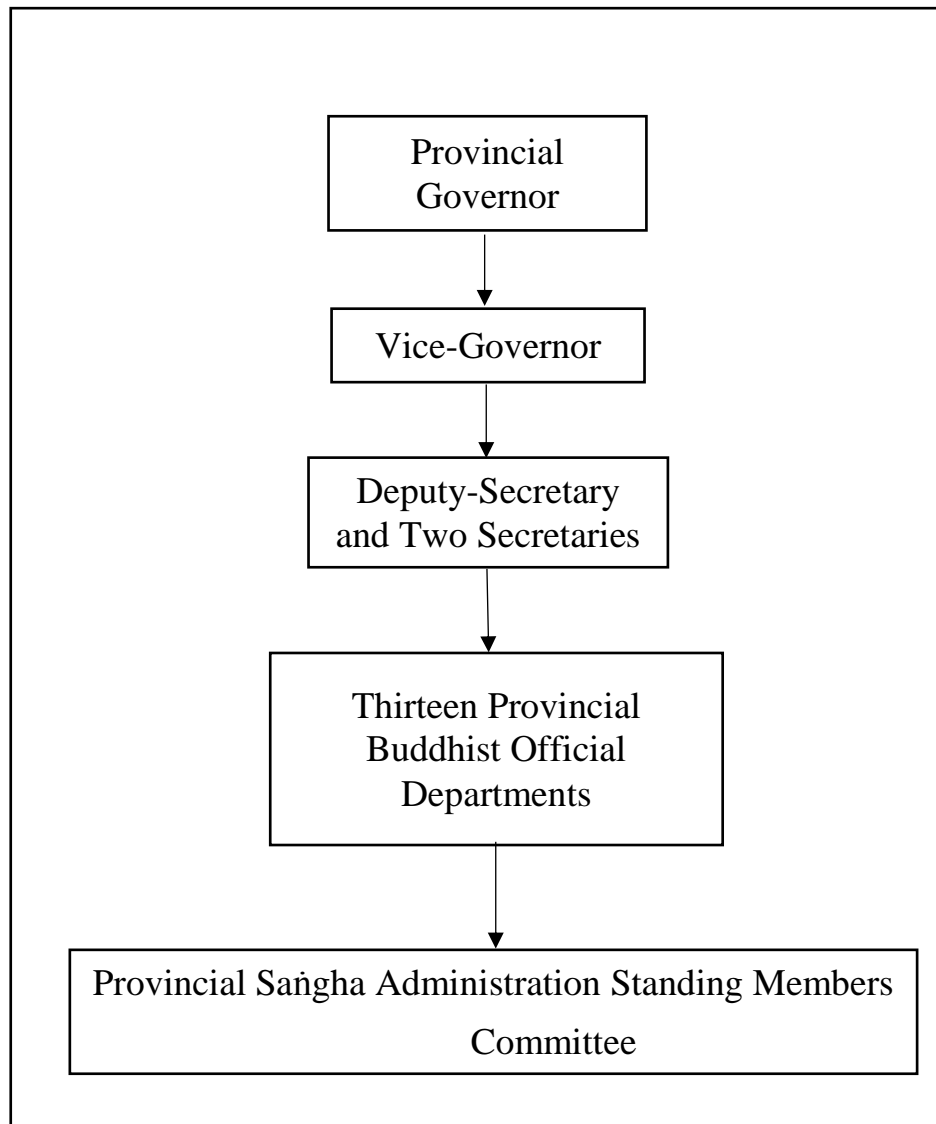 Provincial
Governor
Vice-Governor
Deputy-Secretary
and Two Secretaries
Thirteen Provincial
Buddhist Official
Departments
Provincial Saṅgha Administration Standing Members
Committee